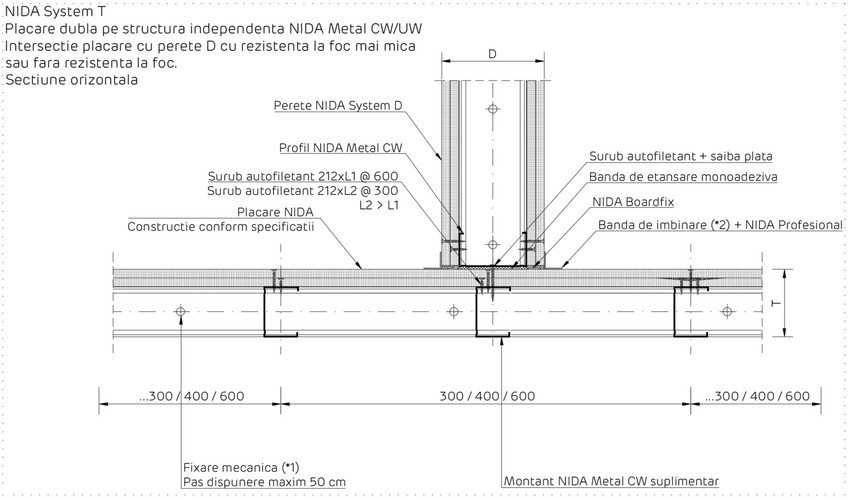 NIDA System T
Placare dubla pe structura independenta NIDA Metal CW/UW
Intersectie placare cu perete D cu rezistenta la foc mai mica
sau fara rezistenta la foc.
Sectiune orizontala
D
Perete NIDA System D
Profil NIDA Metal CW
Surub autofiletant 212xL1 @ 600
Surub autofiletant 212xL2 @ 300
L2 > L1
Placare NIDA
Constructie conform specificatii
Surub autofiletant + saiba plata
Banda de etansare monoadeziva
NIDA Boardfix
Banda de imbinare (*2) + NIDA Profesional
T
...300 / 400 / 600
300 / 400 / 600
...300 / 400 / 600
Fixare mecanica (*1)
Pas dispunere maxim 50 cm
Montant NIDA Metal CW suplimentar